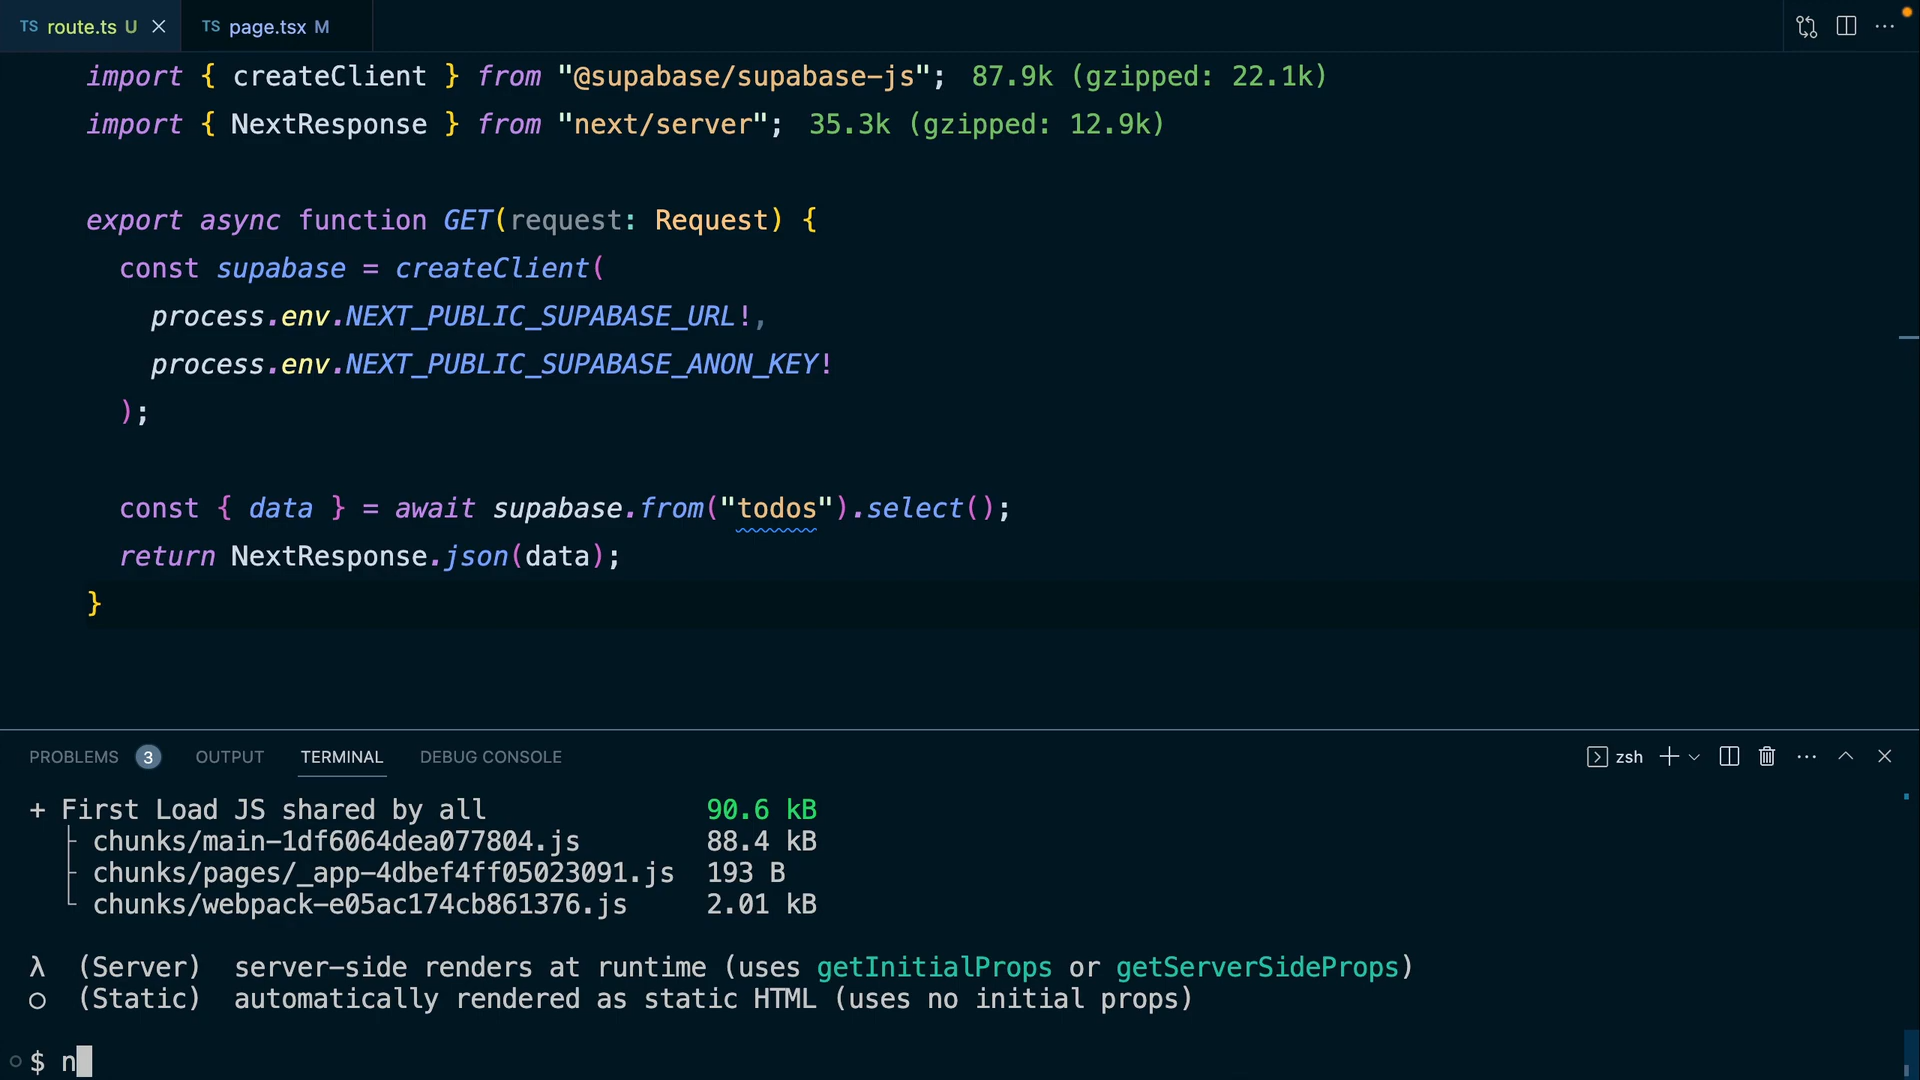 TS route.ts U TS page.tsx M
import { createClient } from "@supabase/supabase-js"; 87.9k (gzipped: 22.1k)
import { NextResponse } from "next/server"; 35.3k (gzipped: 12.9k)
export async function GET(request: Request) {
const supabase = createClient(
process.env.NEXT_PUBLIC_SUPABASE_URL!,
process.env.NEXT_PUBLIC_SUPABASE_ANON_KEY!
);
const { data } = await supabase.from("todos").select();
return NextResponse.json(data);
}
PROBLEMS 3 OUTPUT TERMINAL DEBUG CONSOLE zsh
+ First Load JS shared by all 90.6 kB
├ chunks/main-1df6064dea077804.js 88.4 kB
├ chunks/pages/_app-4dbef4ff05023091.js 193 B
└ chunks/webpack-e05ac174cb861376.js 2.01 kB
λ (Server) server-side renders at runtime (uses getInitialProps or getServerSideProps)
○ (Static) automatically rendered as static HTML (uses no initial props)
$ n